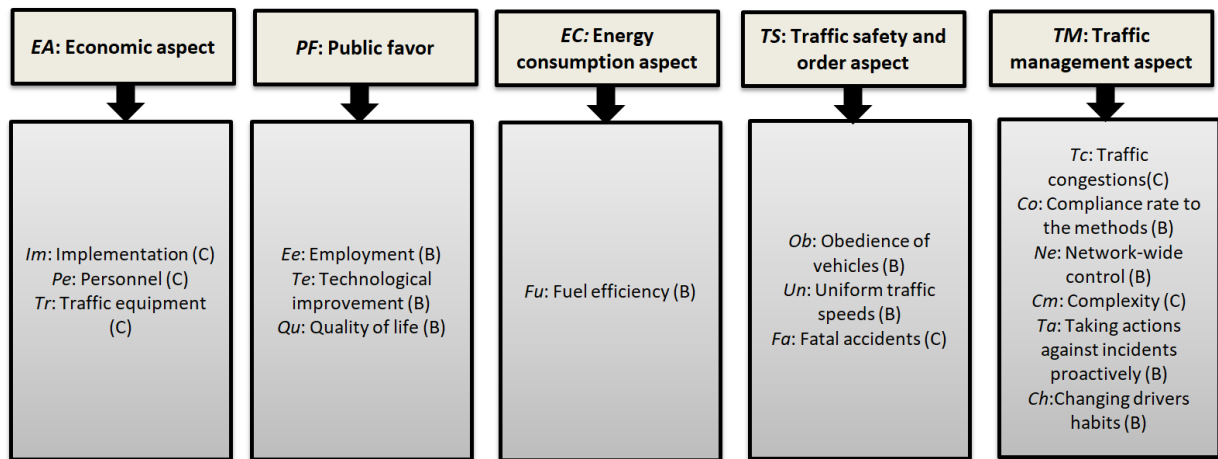 EA: Economic aspect
Im: Implementation (C)
Pe: Personnel (C)
Tr: Traffic equipment
(C)
PF: Public favor
Ee: Employment (B)
Te: Technological
improvement (B)
Qu: Quality of life (B)
EC: Energy
consumption aspect
Fu: Fuel efficiency (B)
TS: Traffic safety and
order aspect
Ob: Obedience of
vehicles (B)
Un: Uniform traffic
speeds (B)
Fa: Fatal accidents (C)
TM: Traffic
management aspect
Tc: Traffic
congestions(C)
Co: Compliance rate to
the methods (B)
Ne: Network-wide
control (B)
Cm: Complexity (C)
Ta: Taking actions
against incidents
proactively (B)
Ch:Changing drivers
habits (B)